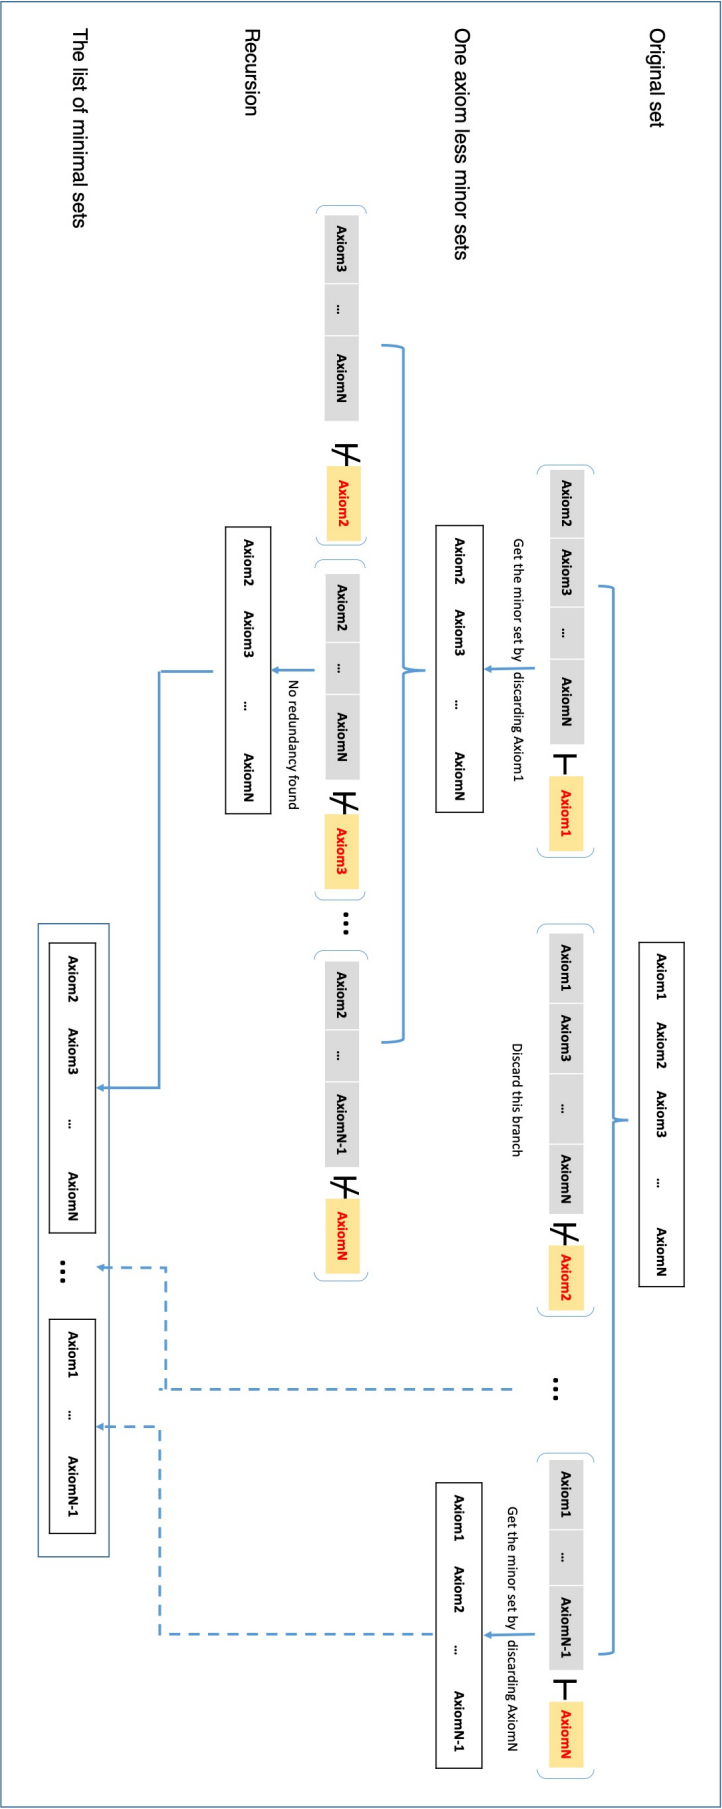 Original set
Axiom1 Axiom2 Axiom3 ... AxiomN
One axiom less minor sets
Axiom2 Axiom3 ... AxiomN ⊢ Axiom1
Axiom1 Axiom3 ... AxiomN ⊬ Axiom2
...
Axiom1 ... AxiomN-1 ⊢ AxiomN
Get the minor set by discarding Axiom1
Discard this branch
Get the minor set by discarding AxiomN
Axiom2 Axiom3 ... AxiomN
Axiom1 Axiom2 ... AxiomN-1
Recursion
Axiom3 ... AxiomN ⊬ Axiom2
Axiom2 ... AxiomN ⊬ Axiom3
...
Axiom2 ... AxiomN-1 ⊬ AxiomN
No redundancy found
Axiom2 Axiom3 ... AxiomN
The list of minimal sets
Axiom2 Axiom3 ... AxiomN
...
Axiom1 ... AxiomN-1